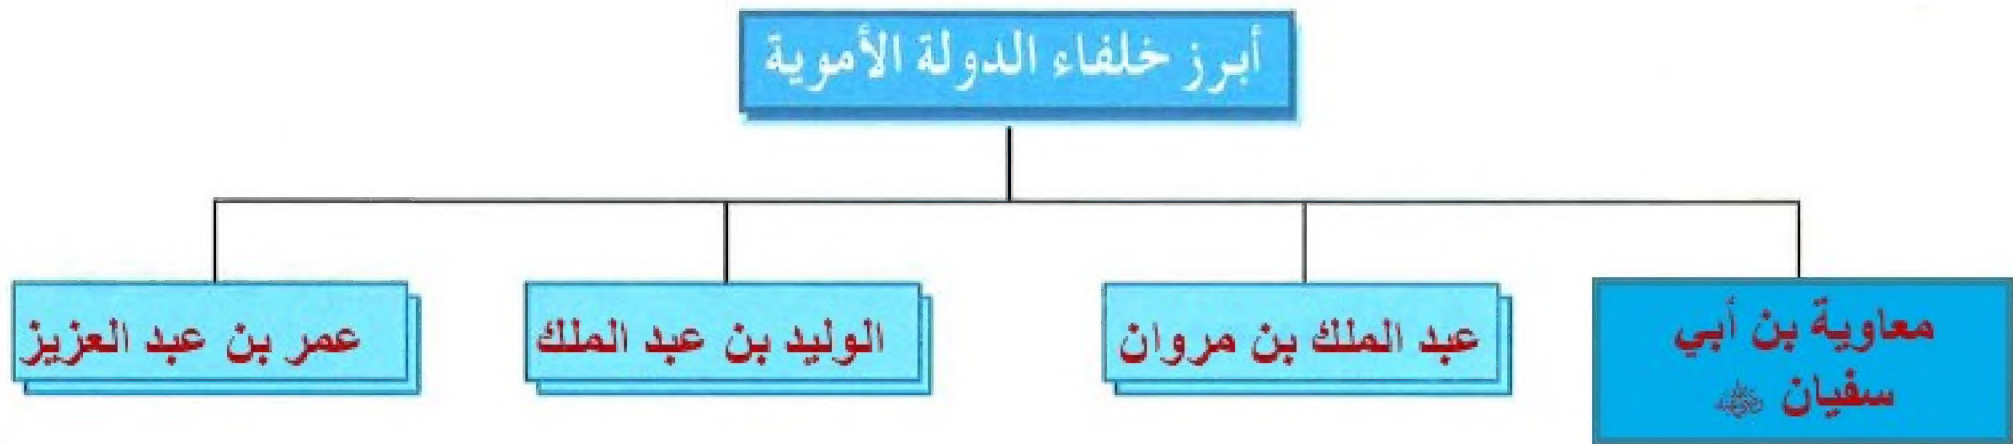 أبرز خلفاء الدولة الأموية
معاوية بن أبي
سفيان رضي الله عنه
عبد الملك بن مروان
الوليد بن عبد الملك
عمر بن عبد العزيز